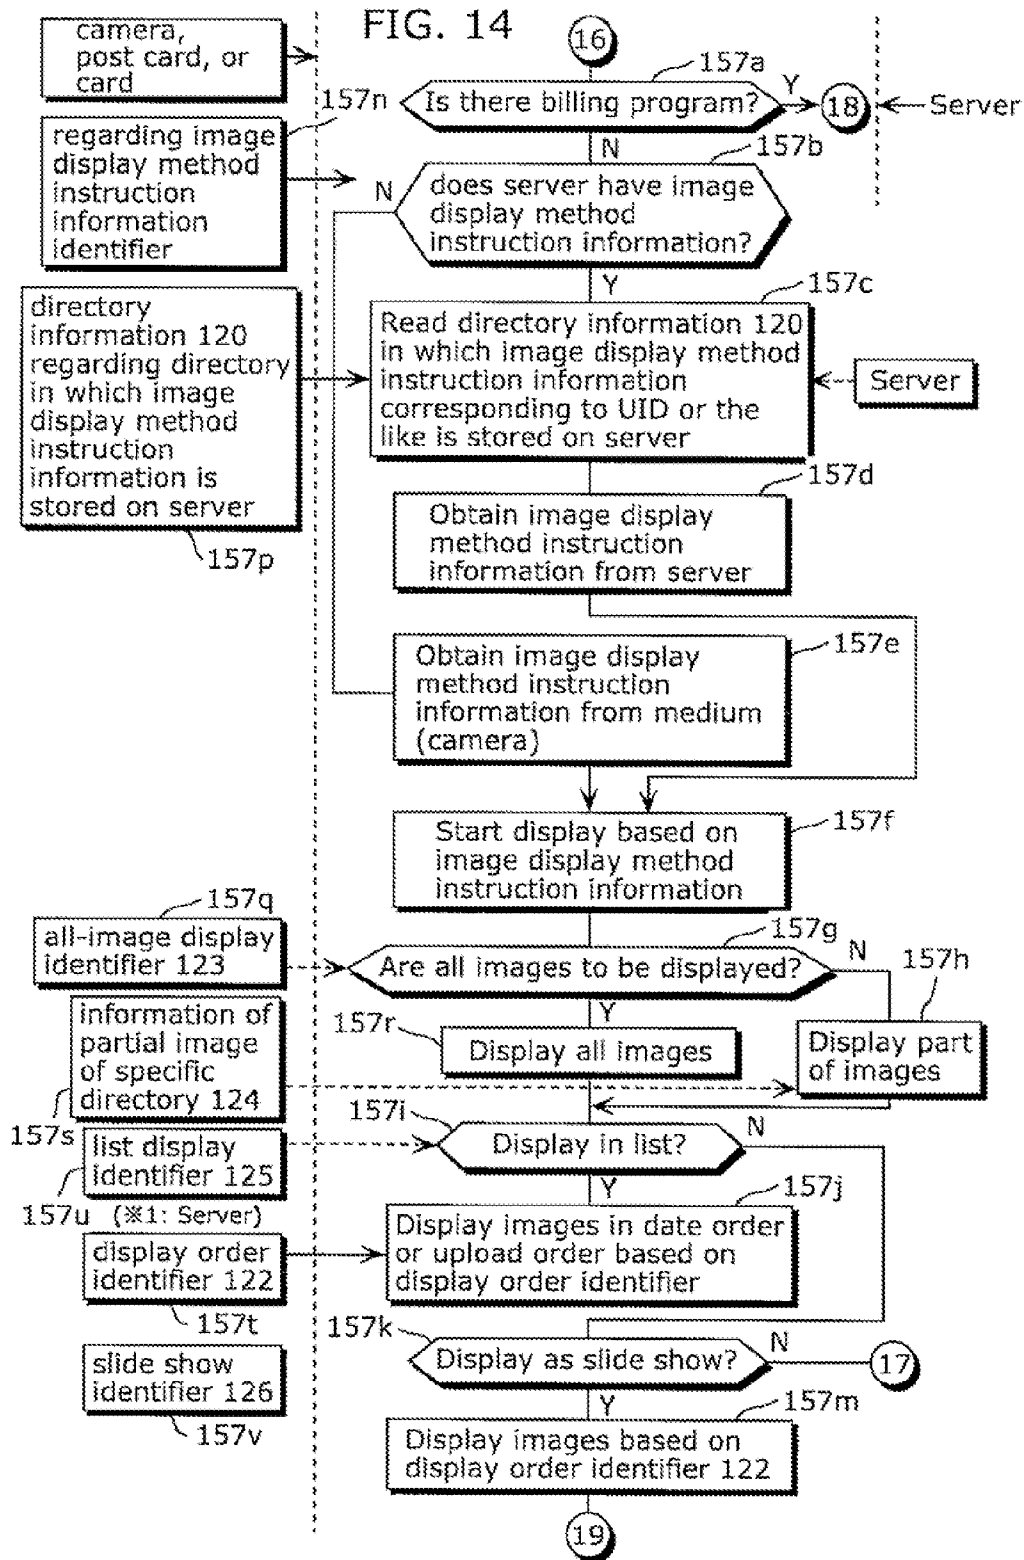 FIG. 14
16
camera,
post card, or
card
157a
Is there billing program?
Y
18
Server
N
157n
regarding image
display method
instruction
information
identifier
157b
does server have image
display method
instruction information?
N
Y
157c
directory
information 120
regarding directory
in which image
display method
instruction
information is
stored on server
157p
Read directory information 120
in which image display method
instruction information
corresponding to UID or the
like is stored on server
Server
157d
Obtain image display
method instruction
information from server
157e
Obtain image display
method instruction
information from medium
(camera)
157f
Start display based on
image display method
instruction information
157q
all-image display
identifier 123
157g
Are all images to be displayed?
N
Y
157h
Display part
of images
157r
Display all images
information of
partial image
of specific
directory 124
157s
157i
Display in list?
N
Y
list display
identifier 125
157u (※1: Server)
157j
Display images in date order
or upload order based on
display order identifier
display order
identifier 122
157t
157k
Display as slide show?
N
17
Y
slide show
identifier 126
157v
157m
Display images based on
display order identifier 122
19